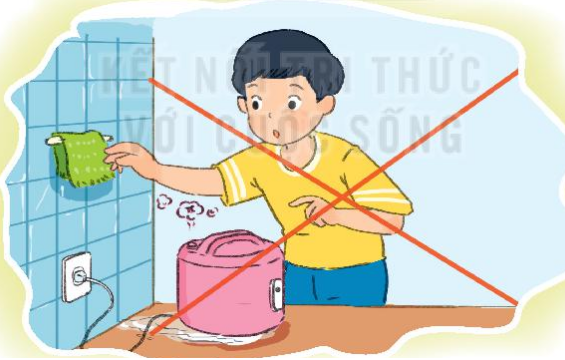 KẾT NỐI TRI THỨC
VỚI CUỘC SỐNG